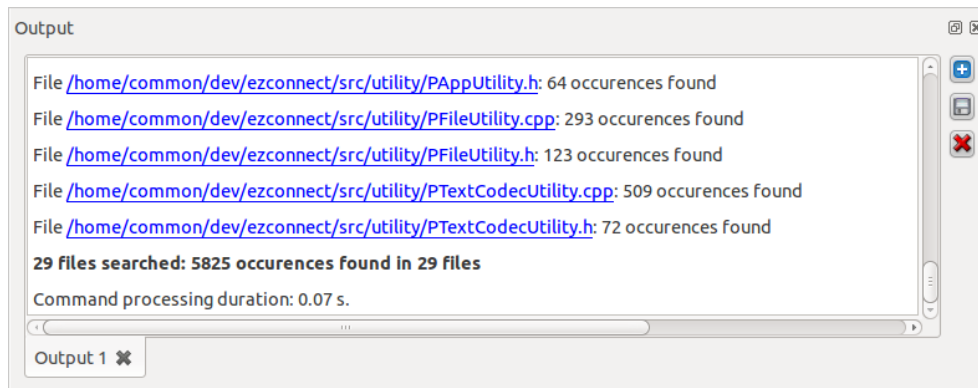 Output
File /home/common/dev/ezconnect/src/utility/PAppUtility.h: 64 occurences found
File /home/common/dev/ezconnect/src/utility/PFileUtility.cpp: 293 occurences found
File /home/common/dev/ezconnect/src/utility/PFileUtility.h: 123 occurences found
File /home/common/dev/ezconnect/src/utility/PTextCodecUtility.cpp: 509 occurences found
File /home/common/dev/ezconnect/src/utility/PTextCodecUtility.h: 72 occurences found
29 files searched: 5825 occurences found in 29 files
Command processing duration: 0.07 s.
Output 1